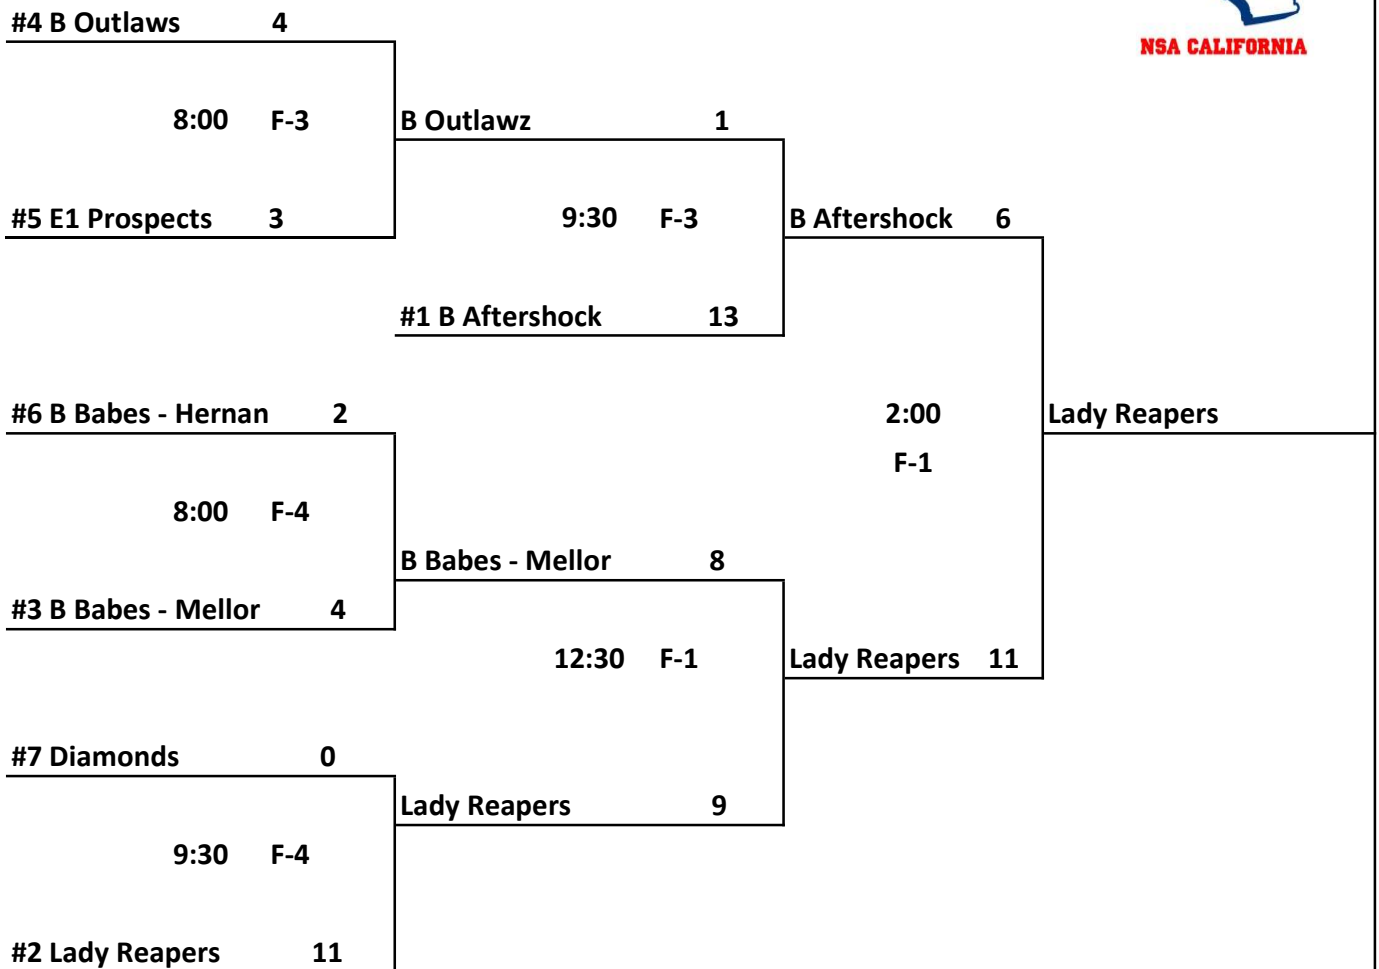 #4 B Outlaws 4
NSA CALIFORNIA
8:00 F-3
B Outlawz 1
#5 E1 Prospects 3
9:30 F-3
B Aftershock 6
#1 B Aftershock 13
#6 B Babes - Hernan 2
2:00
Lady Reapers
F-1
8:00 F-4
B Babes - Mellor 8
#3 B Babes - Mellor 4
12:30 F-1
Lady Reapers 11
#7 Diamonds 0
Lady Reapers 9
9:30 F-4
#2 Lady Reapers 11